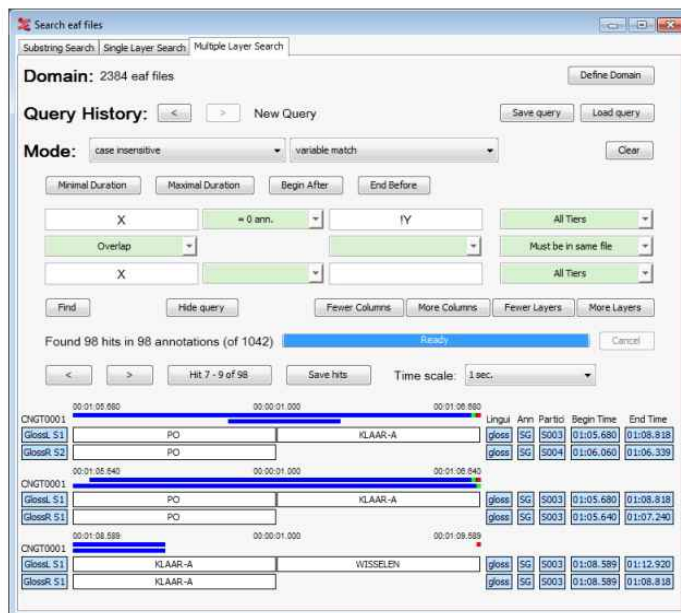 Search eaf files
Substring Search Single Layer Search Multiple Layer Search
Domain: 2384 eaf files Define Domain
Query History: < > New Query Save query Load query
Mode: case insensitive variable match Clear
Minimal Duration Maximal Duration Begin After End Before
X = 0 ann. !Y All Tiers
Overlap Must be in same file
X All Tiers
Find Hide query Fewer Columns More Columns Fewer Layers More Layers
Found 98 hits in 98 annotations (of 1042) Ready Cancel
< > Hit 7 - 9 of 98 Save hits Time scale: 1 sec.
00:01:05.680 00:00:01.000 00:01:06.680
CNGT0001 Lingui Ann Partici Begin Time End Time
GlossL S1 PO KLAAR-A gloss SG S003 01:05.680 01:08.818
GlossR S2 PO gloss SG S004 01:06.060 01:06.339
00:01:05.640 00:00:01.000 00:01:06.640
CNGT0001
GlossL S1 PO KLAAR-A gloss SG S003 01:05.680 01:08.818
GlossR S1 PO gloss SG S003 01:05.640 01:07.240
00:01:08.589 00:00:01.000 00:01:09.589
CNGT0001
GlossL S1 KLAAR-A WISSELEN gloss SG S003 01:08.589 01:12.920
GlossR S1 KLAAR-A gloss SG S003 01:08.589 01:08.818